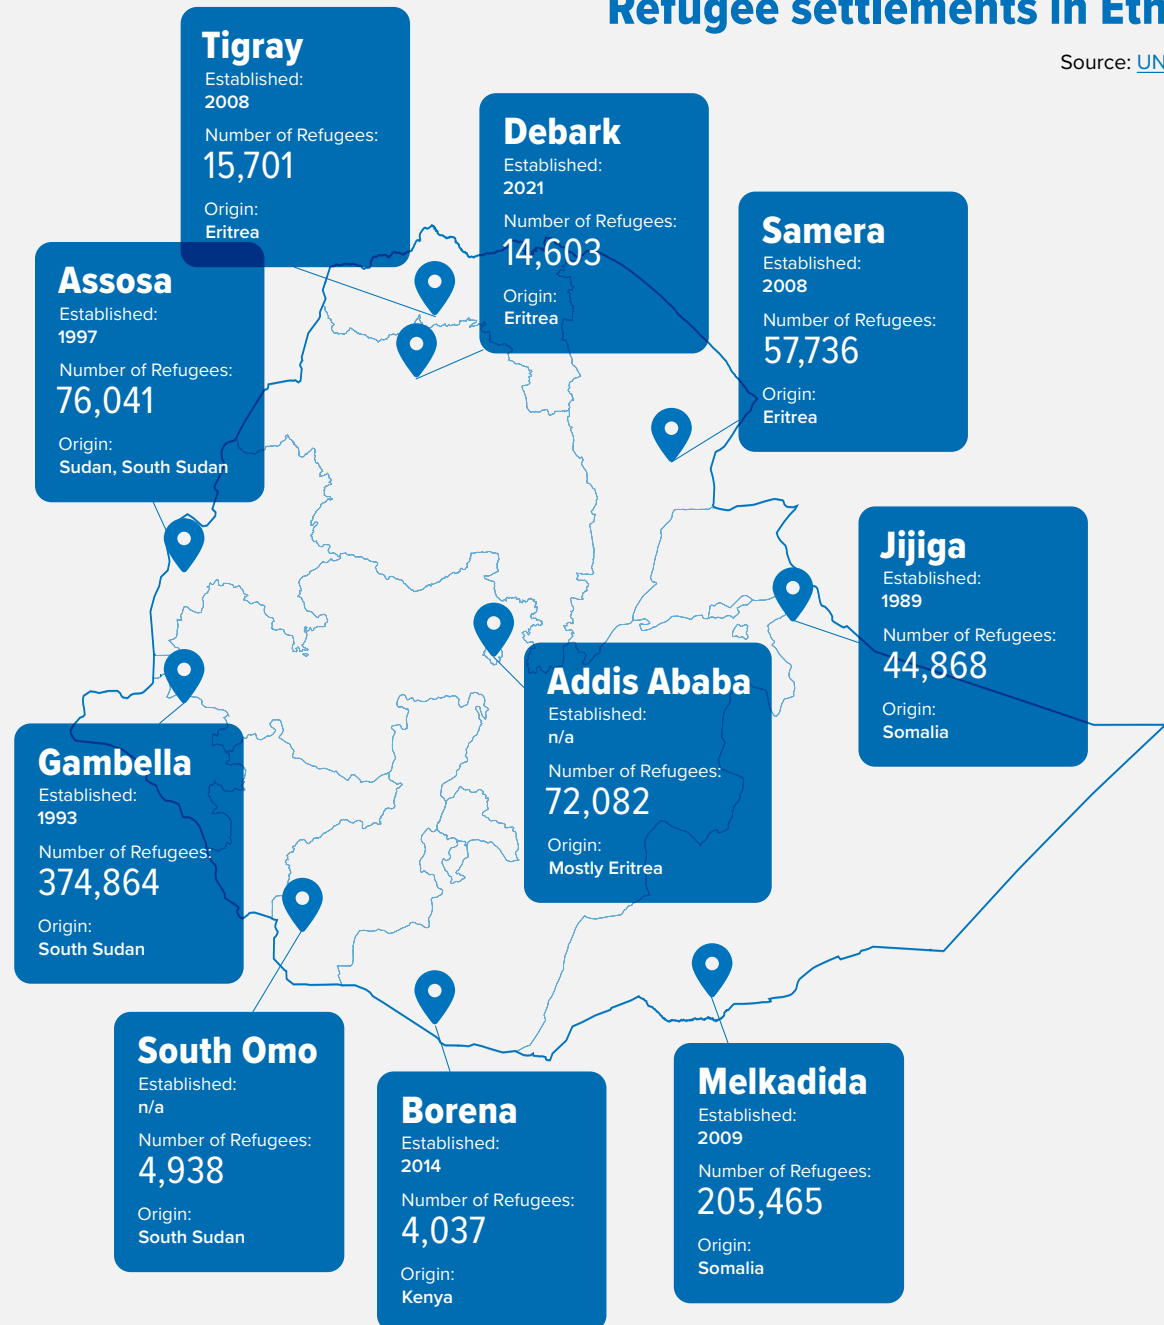 Refugee settlements in Eth
Source: UN
Tigray
Established:
2008
Number of Refugees:
15,701
Origin:
Eritrea
Debark
Established:
2021
Number of Refugees:
14,603
Origin:
Eritrea
Samera
Established:
2008
Number of Refugees:
57,736
Origin:
Eritrea
Assosa
Established:
1997
Number of Refugees:
76,041
Origin:
Sudan, South Sudan
Jijiga
Established:
1989
Number of Refugees:
44,868
Origin:
Somalia
Addis Ababa
Established:
n/a
Number of Refugees:
72,082
Origin:
Mostly Eritrea
Gambella
Established:
1993
Number of Refugees:
374,864
Origin:
South Sudan
South Omo
Established:
n/a
Number of Refugees:
4,938
Origin:
South Sudan
Borena
Established:
2014
Number of Refugees:
4,037
Origin:
Kenya
Melkadida
Established:
2009
Number of Refugees:
205,465
Origin:
Somalia